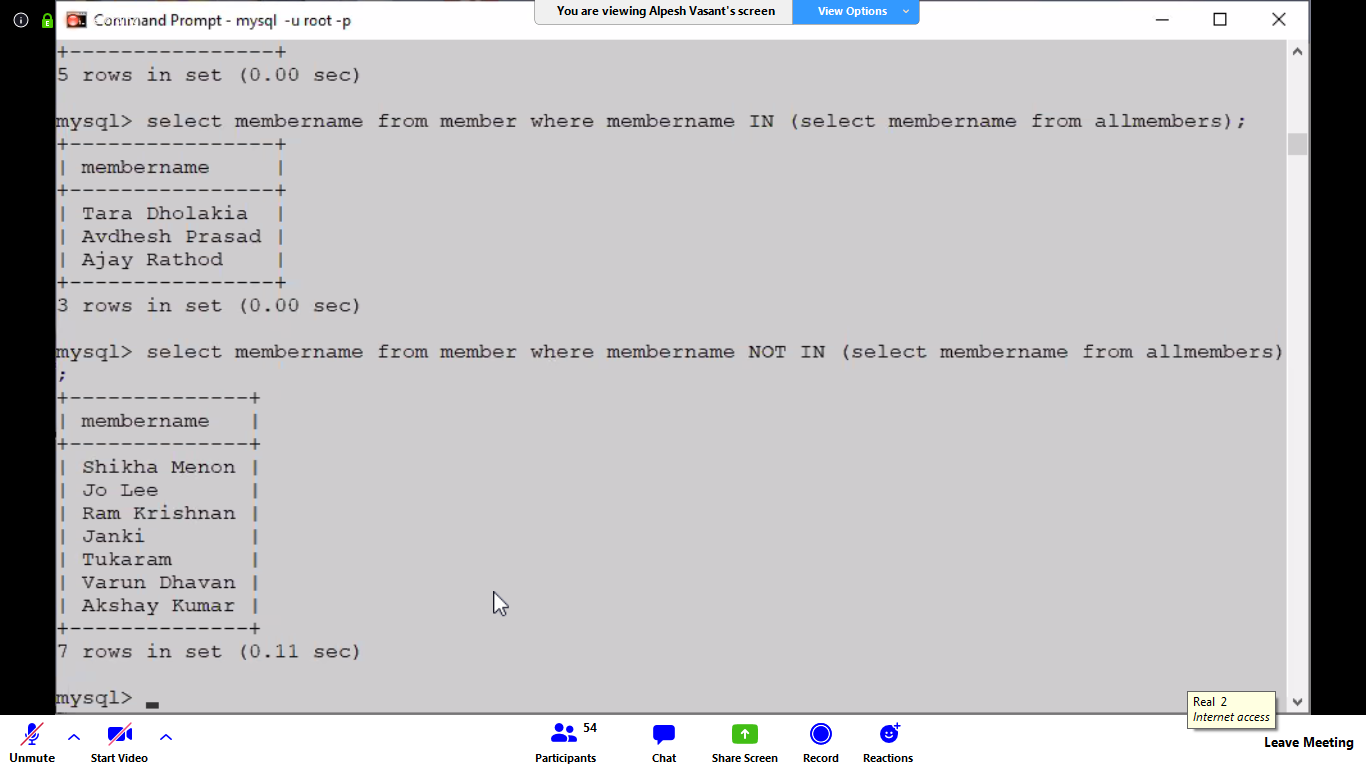 Command Prompt - mysql  -u root -p
You are viewing Alpesh Vasant's screen
View Options
+----------------+
5 rows in set (0.00 sec)
mysql> select membername from member where membername IN (select membername from allmembers);
+----------------+
| membername     |
+----------------+
| Tara Dholakia  |
| Avdhesh Prasad |
| Ajay Rathod    |
+----------------+
3 rows in set (0.00 sec)
mysql> select membername from member where membername NOT IN (select membername from allmembers)
;
+--------------+
| membername   |
+--------------+
| Shikha Menon |
| Jo Lee       |
| Ram Krishnan |
| Janki        |
| Tukaram      |
| Varun Dhavan |
| Akshay Kumar |
+--------------+
7 rows in set (0.11 sec)
mysql>
Real  2
Internet access
Unmute
Start Video
54
Participants
Chat
Share Screen
Record
Reactions
Leave Meeting